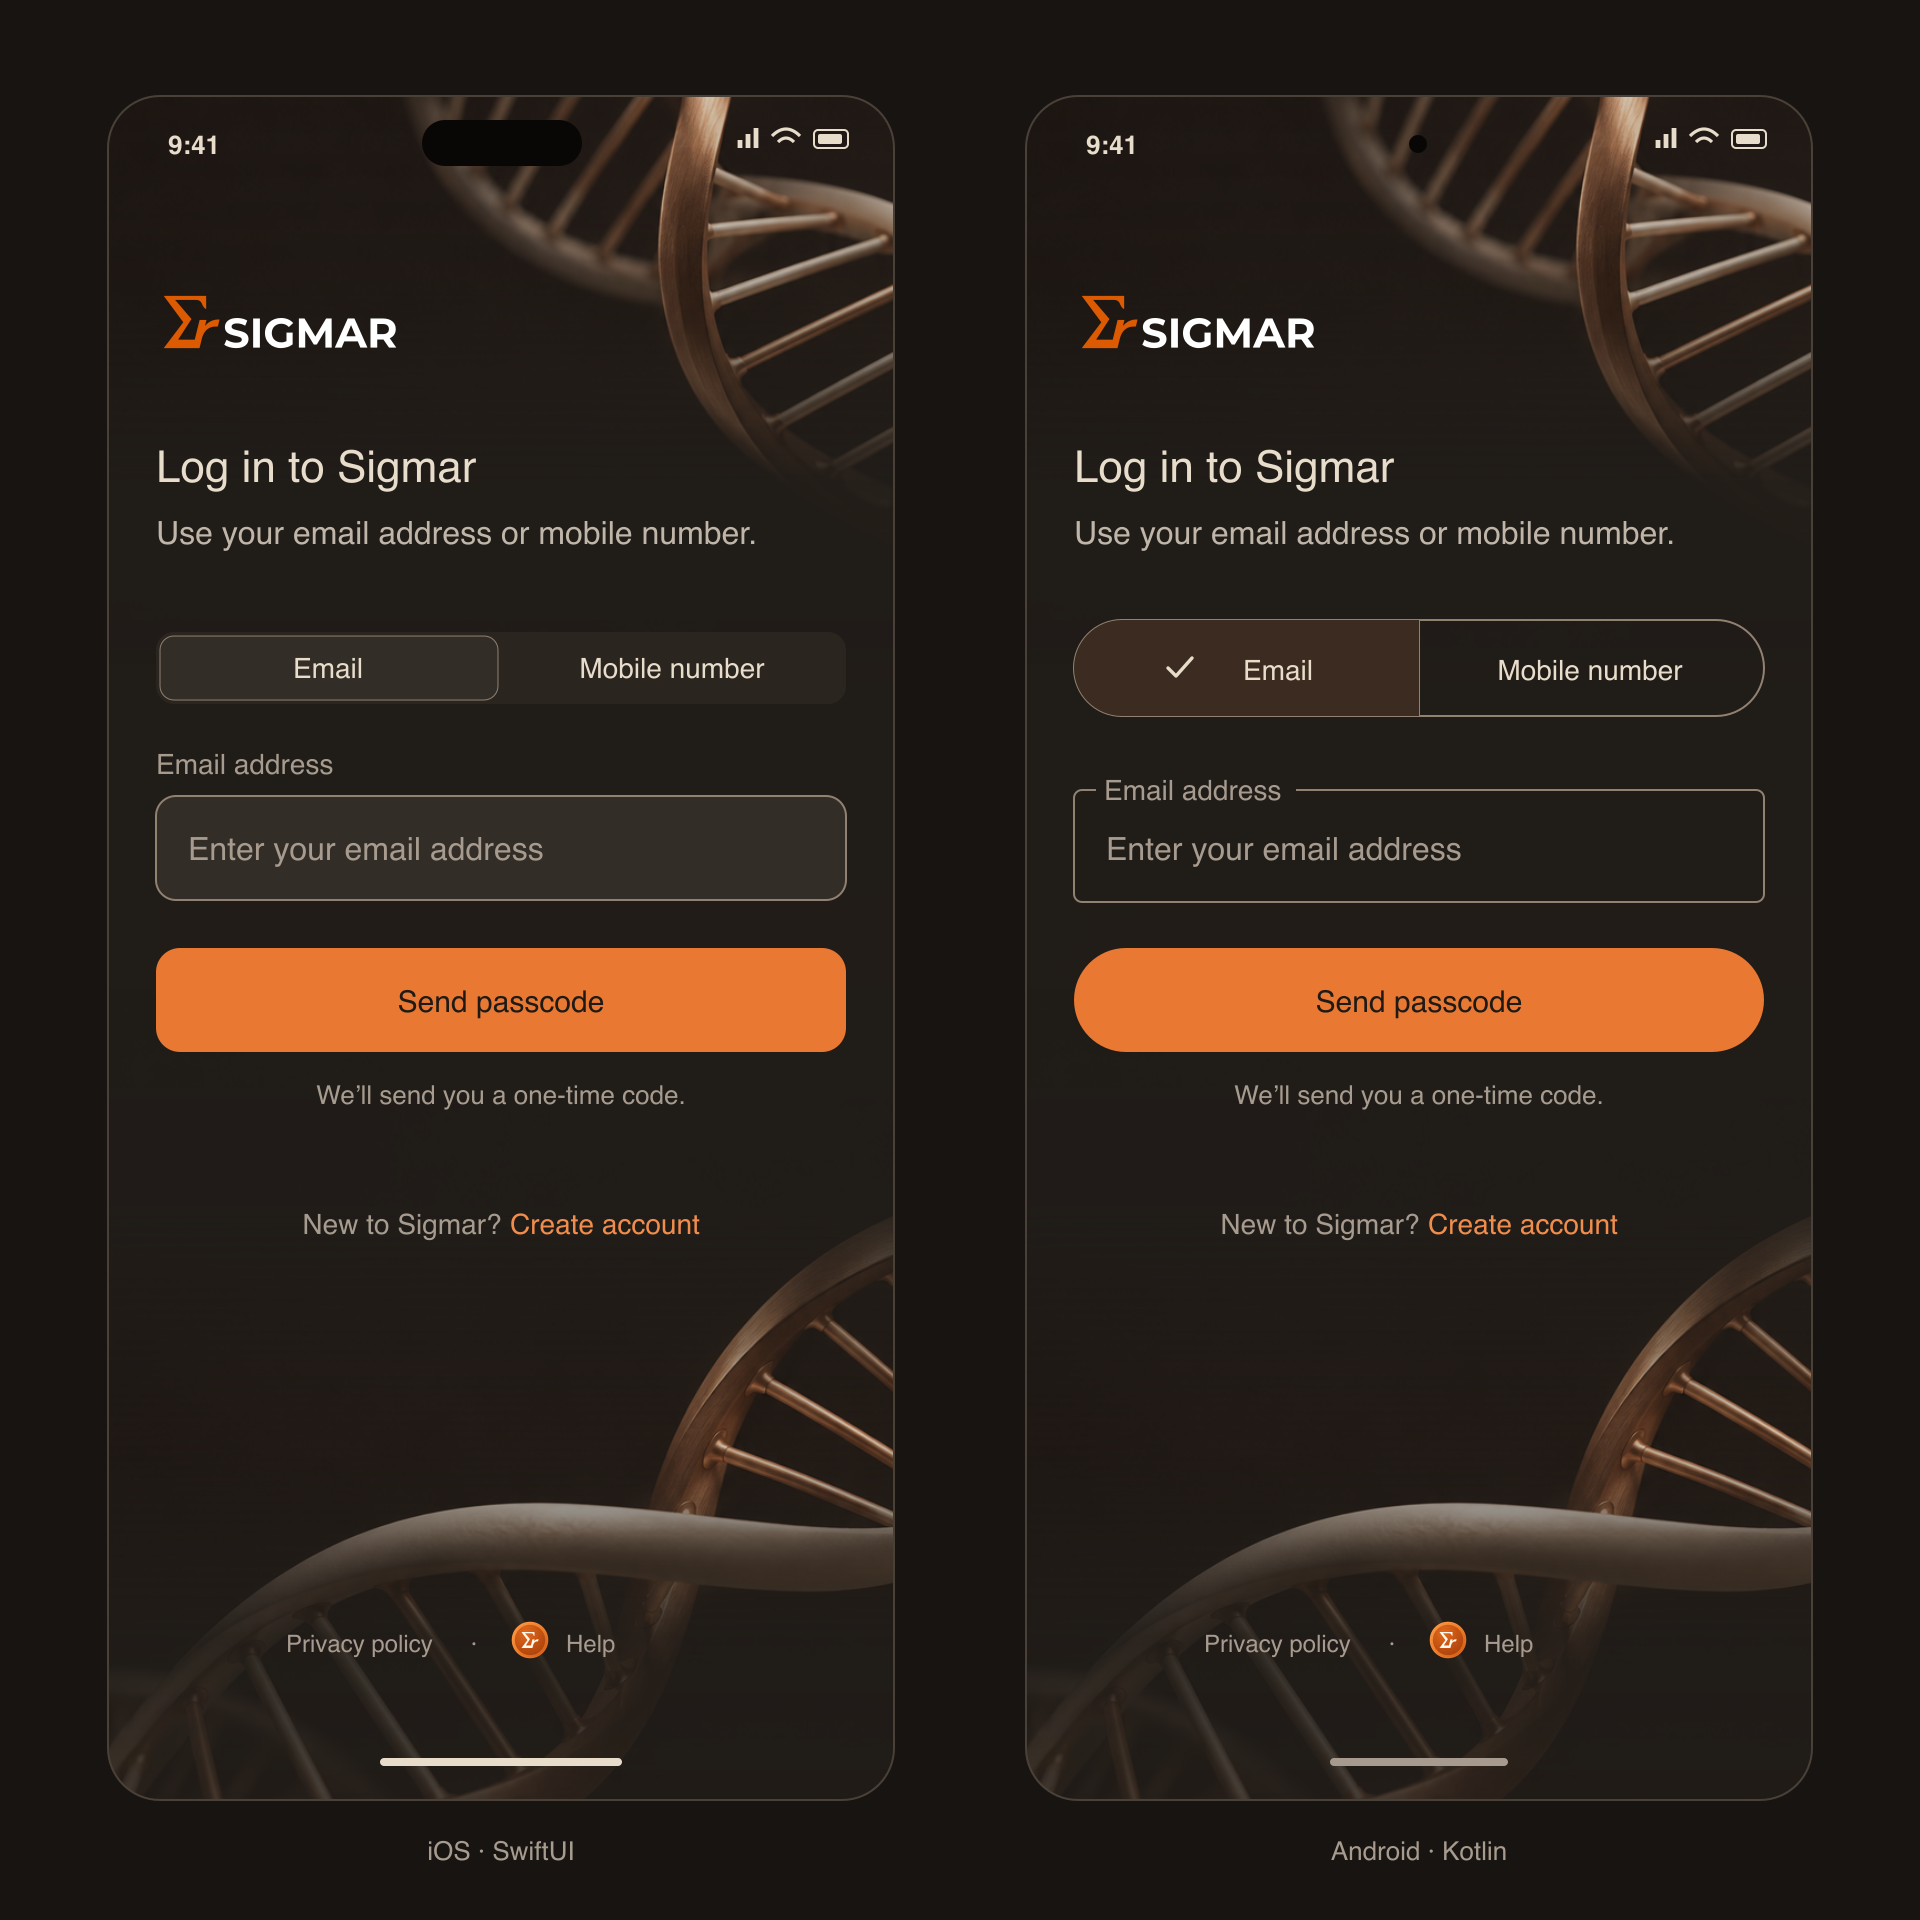 9:41
Σr SIGMAR
Log in to Sigmar
Use your email address or mobile number.
Email
Mobile number
Email address
Enter your email address
Send passcode
We’ll send you a one-time code.
New to Sigmar? Create account
Privacy policy · Σr Help
iOS · SwiftUI
9:41
Σr SIGMAR
Log in to Sigmar
Use your email address or mobile number.
Email
Mobile number
Email address
Enter your email address
Send passcode
We’ll send you a one-time code.
New to Sigmar? Create account
Privacy policy · Σr Help
Android · Kotlin